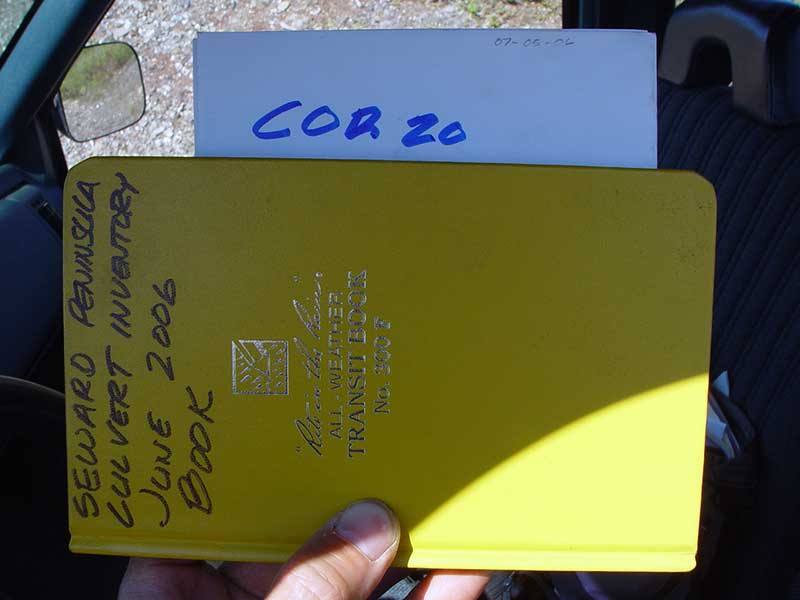 07-05-06
COR 20
SEWARD PENINSULA
CULVERT INVENTORY
JUNE 2006
BOOK
"Rite in the Rain"
ALL-WEATHER
TRANSIT BOOK
No. 300 F